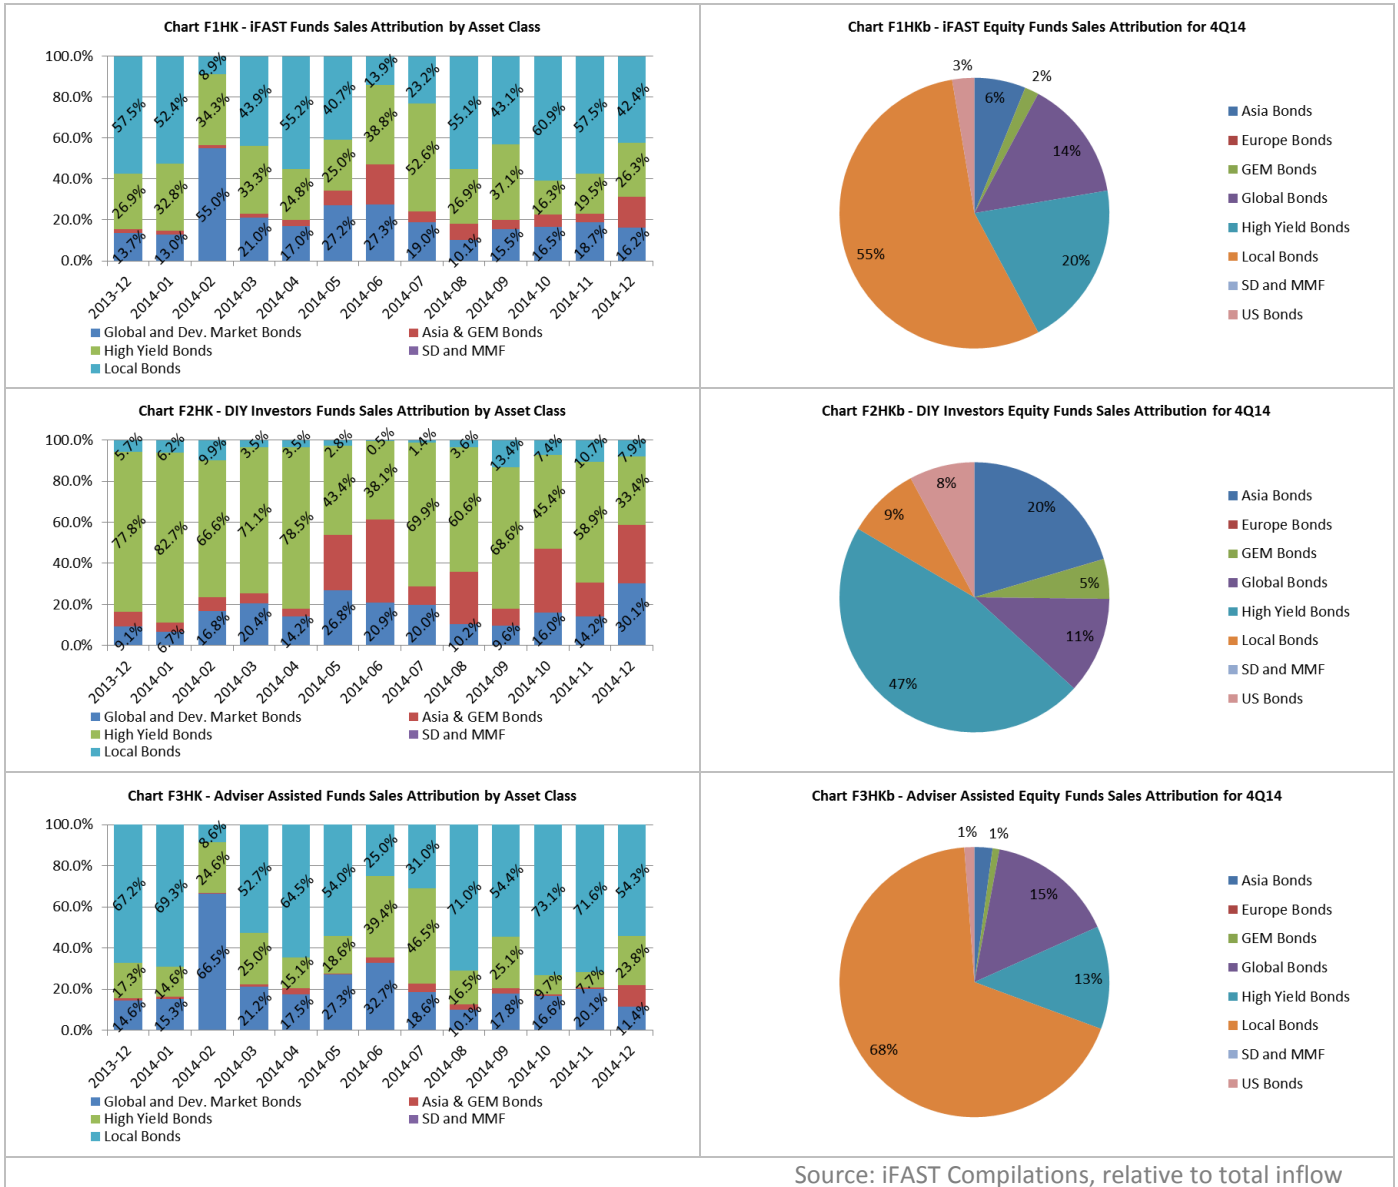 Chart F1HK - iFAST Funds Sales Attribution by Asset Class
100.0%
80.0%
60.0%
40.0%
20.0%
0.0%
57.5% 52.4% 8.9% 43.9% 55.2% 40.7% 13.9% 23.2% 55.1% 43.1% 60.9% 57.5% 42.4%
26.9% 32.8% 34.3% 33.3% 24.8% 25.0% 38.8% 52.6% 26.9% 37.1% 16.3% 19.5% 26.3%
13.7% 13.0% 55.0% 21.0% 17.0% 27.2% 27.3% 19.0% 10.1% 15.5% 16.5% 18.7% 16.2%
2013-12 2014-01 2014-02 2014-03 2014-04 2014-05 2014-06 2014-07 2014-08 2014-09 2014-10 2014-11 2014-12
Global and Dev. Market Bonds Asia & GEM Bonds
High Yield Bonds SD and MMF
Local Bonds
Chart F1HKb - iFAST Equity Funds Sales Attribution for 4Q14
3%
6%
2%
14%
20%
55%
Asia Bonds
Europe Bonds
GEM Bonds
Global Bonds
High Yield Bonds
Local Bonds
SD and MMF
US Bonds
Chart F2HK - DIY Investors Funds Sales Attribution by Asset Class
100.0%
80.0%
60.0%
40.0%
20.0%
0.0%
5.7% 6.2% 9.9% 3.5% 3.5% 2.8% 0.5% 1.4% 3.6% 13.4% 7.4% 10.7% 7.9%
77.8% 82.7% 66.6% 71.1% 78.5% 43.4% 38.1% 69.9% 60.6% 68.6% 45.4% 58.9% 33.4%
9.1% 6.7% 16.8% 20.4% 14.2% 26.8% 20.9% 20.0% 10.2% 9.6% 16.0% 14.2% 30.1%
2013-12 2014-01 2014-02 2014-03 2014-04 2014-05 2014-06 2014-07 2014-08 2014-09 2014-10 2014-11 2014-12
Global and Dev. Market Bonds Asia & GEM Bonds
High Yield Bonds SD and MMF
Local Bonds
Chart F2HKb - DIY Investors Equity Funds Sales Attribution for 4Q14
8%
20%
5%
11%
47%
9%
Asia Bonds
Europe Bonds
GEM Bonds
Global Bonds
High Yield Bonds
Local Bonds
SD and MMF
US Bonds
Chart F3HK - Adviser Assisted Funds Sales Attribution by Asset Class
100.0%
80.0%
60.0%
40.0%
20.0%
0.0%
67.2% 69.3% 8.6% 52.7% 64.5% 54.0% 25.0% 31.0% 71.0% 54.4% 73.1% 71.6% 54.3%
17.3% 14.6% 24.6% 25.0% 15.1% 18.6% 39.4% 46.5% 16.5% 25.1% 9.7% 7.7% 23.8%
14.6% 15.3% 66.5% 21.2% 17.5% 27.3% 32.7% 18.6% 10.1% 17.8% 16.6% 20.1% 11.4%
2013-12 2014-01 2014-02 2014-03 2014-04 2014-05 2014-06 2014-07 2014-08 2014-09 2014-10 2014-11 2014-12
Global and Dev. Market Bonds Asia & GEM Bonds
High Yield Bonds SD and MMF
Local Bonds
Chart F3HKb - Adviser Assisted Equity Funds Sales Attribution for 4Q14
1% 1%
15%
13%
68%
Asia Bonds
Europe Bonds
GEM Bonds
Global Bonds
High Yield Bonds
Local Bonds
SD and MMF
US Bonds
Source: iFAST Compilations, relative to total inflow